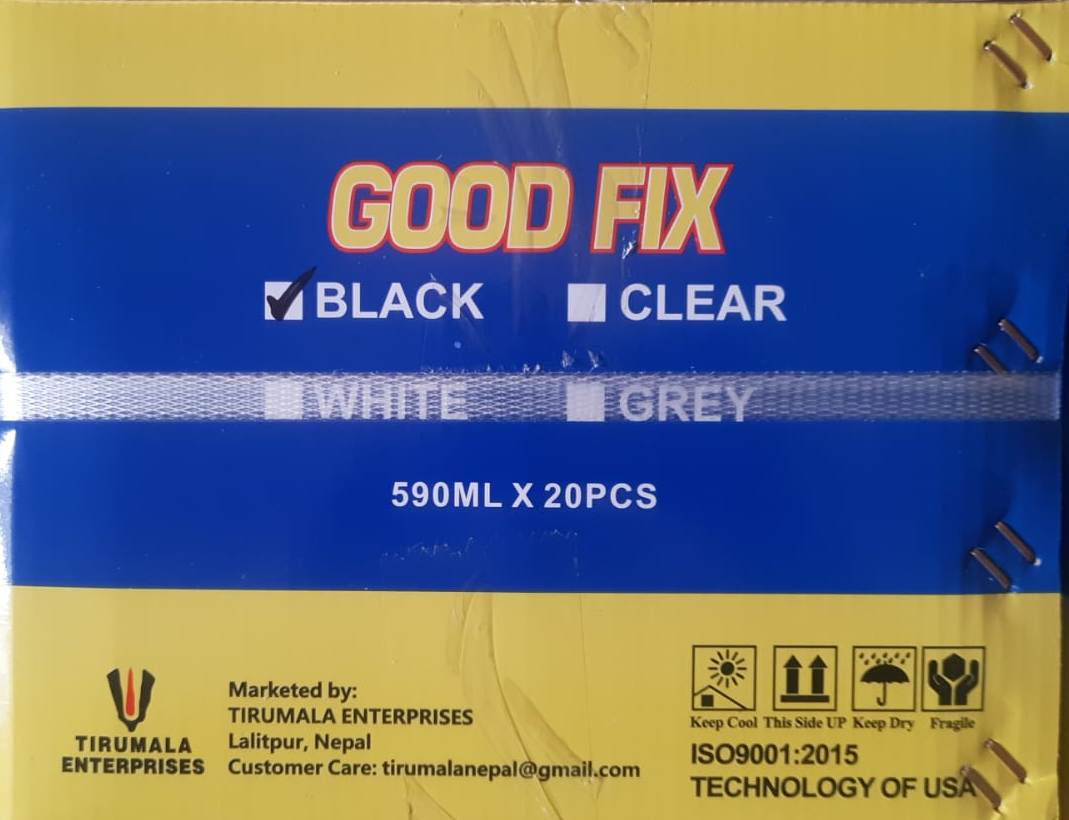 GOOD FIX
BLACK CLEAR
WHITE GREY
590ML X 20PCS
TIRUMALA
ENTERPRISES
Marketed by:
TIRUMALA ENTERPRISES
Lalitpur, Nepal
Customer Care: tirumalanepal@gmail.com
Keep Cool This Side UP Keep Dry Fragile
ISO9001:2015
TECHNOLOGY OF USA